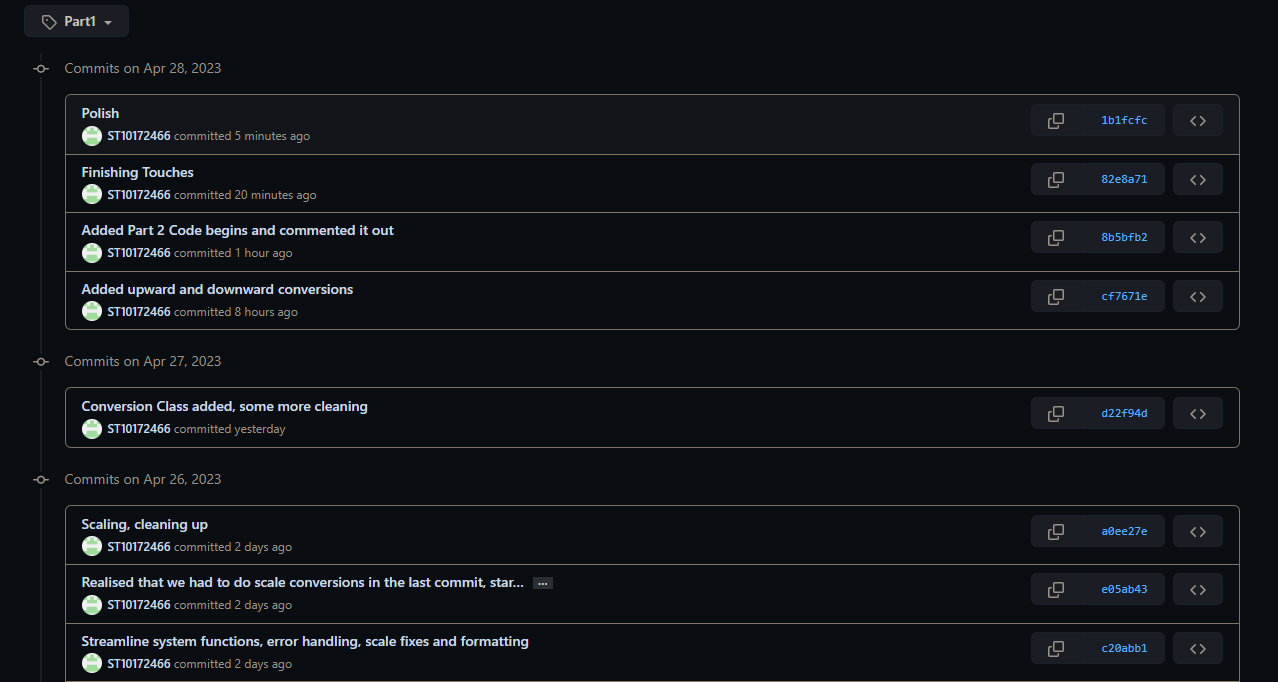 Part1
Commits on Apr 28, 2023
Polish
ST10172466 committed 5 minutes ago
1b1fcfc
Finishing Touches
ST10172466 committed 20 minutes ago
82e8a71
Added Part 2 Code begins and commented it out
ST10172466 committed 1 hour ago
8b5bfb2
Added upward and downward conversions
ST10172466 committed 8 hours ago
cf7671e
Commits on Apr 27, 2023
Conversion Class added, some more cleaning
ST10172466 committed yesterday
d22f94d
Commits on Apr 26, 2023
Scaling, cleaning up
ST10172466 committed 2 days ago
a0ee27e
Realised that we had to do scale conversions in the last commit, star... ...
ST10172466 committed 2 days ago
e05ab43
Streamline system functions, error handling, scale fixes and formatting
ST10172466 committed 2 days ago
c20abb1